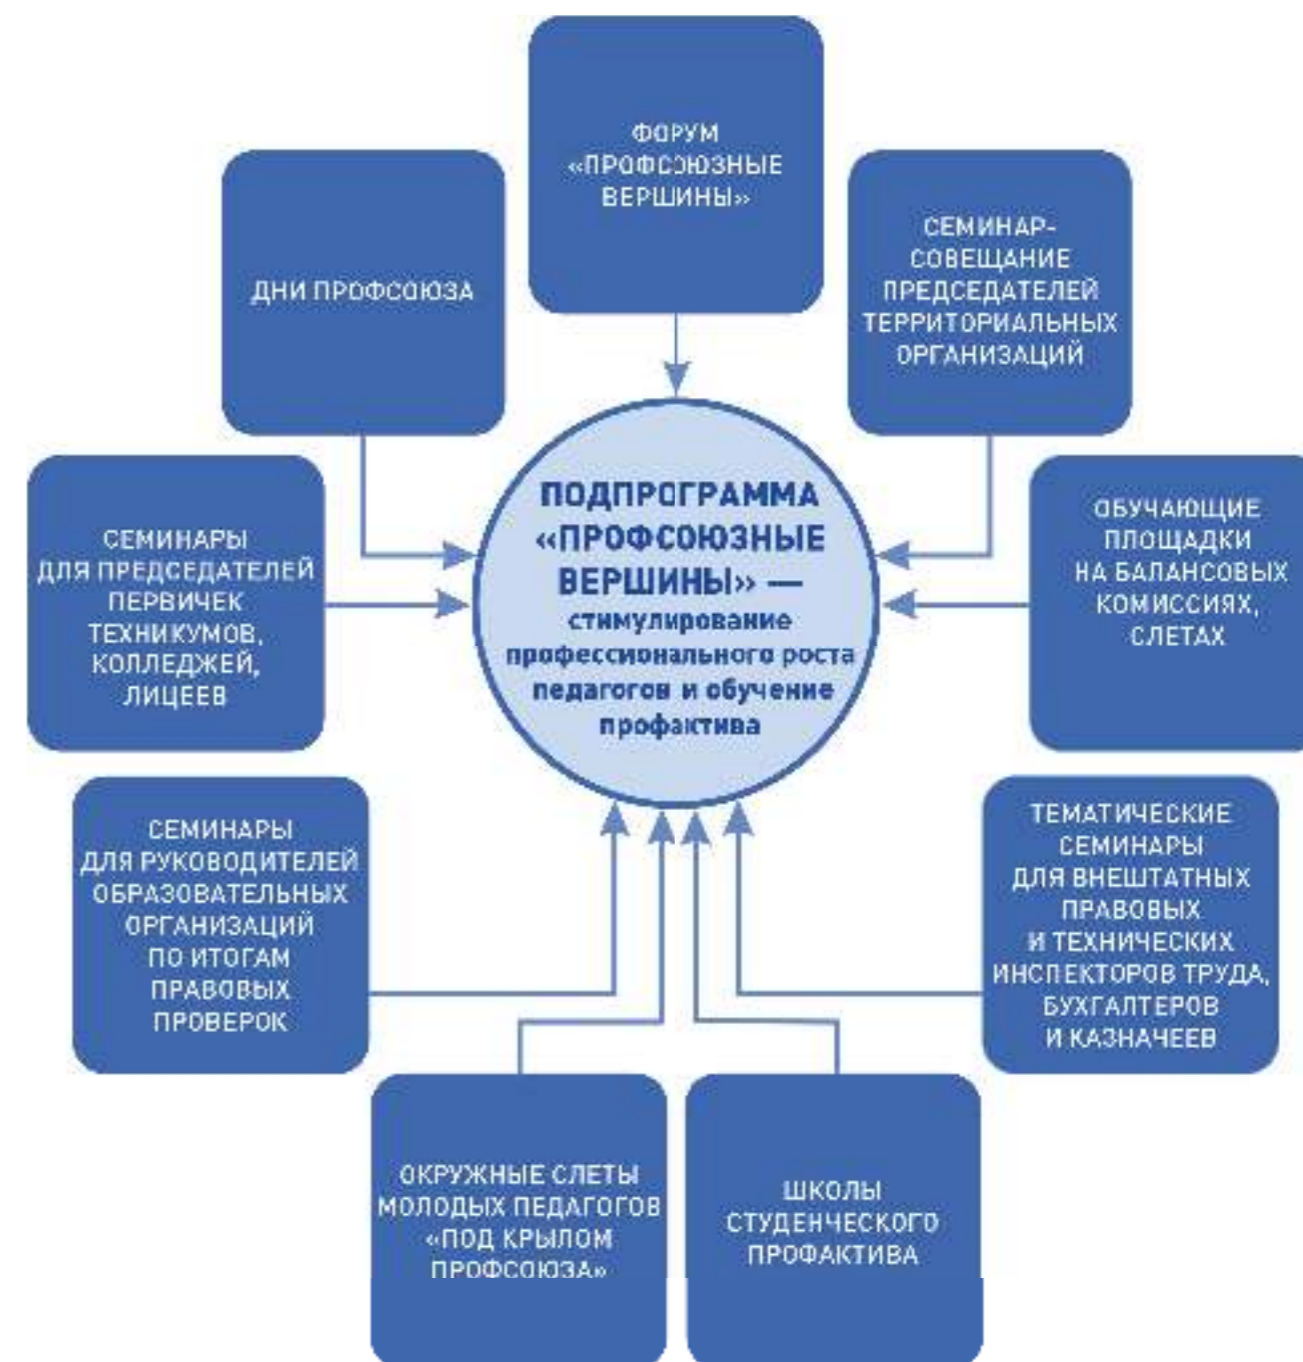 ФОРУМ
«ПРОФСОЮЗНЫЕ
ВЕРШИНЫ»
ДНИ ПРОФСОЮЗА
СЕМИНАР-
СОВЕЩАНИЕ
ПРЕДСЕДАТЕЛЕЙ
ТЕРРИТОРИАЛЬНЫХ
ОРГАНИЗАЦИЙ
СЕМИНАРЫ
ДЛЯ ПРЕДСЕДАТЕЛЕЙ
ПЕРВИЧЕК
ТЕХНИКУМОВ,
КОЛЛЕДЖЕЙ,
ЛИЦЕЕВ
ПОДПРОГРАММА
«ПРОФСОЮЗНЫЕ
ВЕРШИНЫ» —
стимулирование
профессионального роста
педагогов и обучение
профактива
ОБУЧАЮЩИЕ
ПЛОЩАДКИ
НА БАЛАНСОВЫХ
КОМИССИЯХ,
СЛЕТАХ
СЕМИНАРЫ
ДЛЯ РУКОВОДИТЕЛЕЙ
ОБРАЗОВАТЕЛЬНЫХ
ОРГАНИЗАЦИЙ
ПО ИТОГАМ
ПРАВОВЫХ
ПРОВЕРОК
ТЕМАТИЧЕСКИЕ
СЕМИНАРЫ
ДЛЯ ВНЕШТАТНЫХ
ПРАВОВЫХ
И ТЕХНИЧЕСКИХ
ИНСПЕКТОРОВ ТРУДА,
БУХГАЛТЕРОВ
И КАЗНАЧЕЕВ
ОКРУЖНЫЕ СЛЕТЫ
МОЛОДЫХ ПЕДАГОГОВ
«ПОД КРЫЛОМ
ПРОФСОЮЗА»
ШКОЛЫ
СТУДЕНЧЕСКОГО
ПРОФАКТИВА